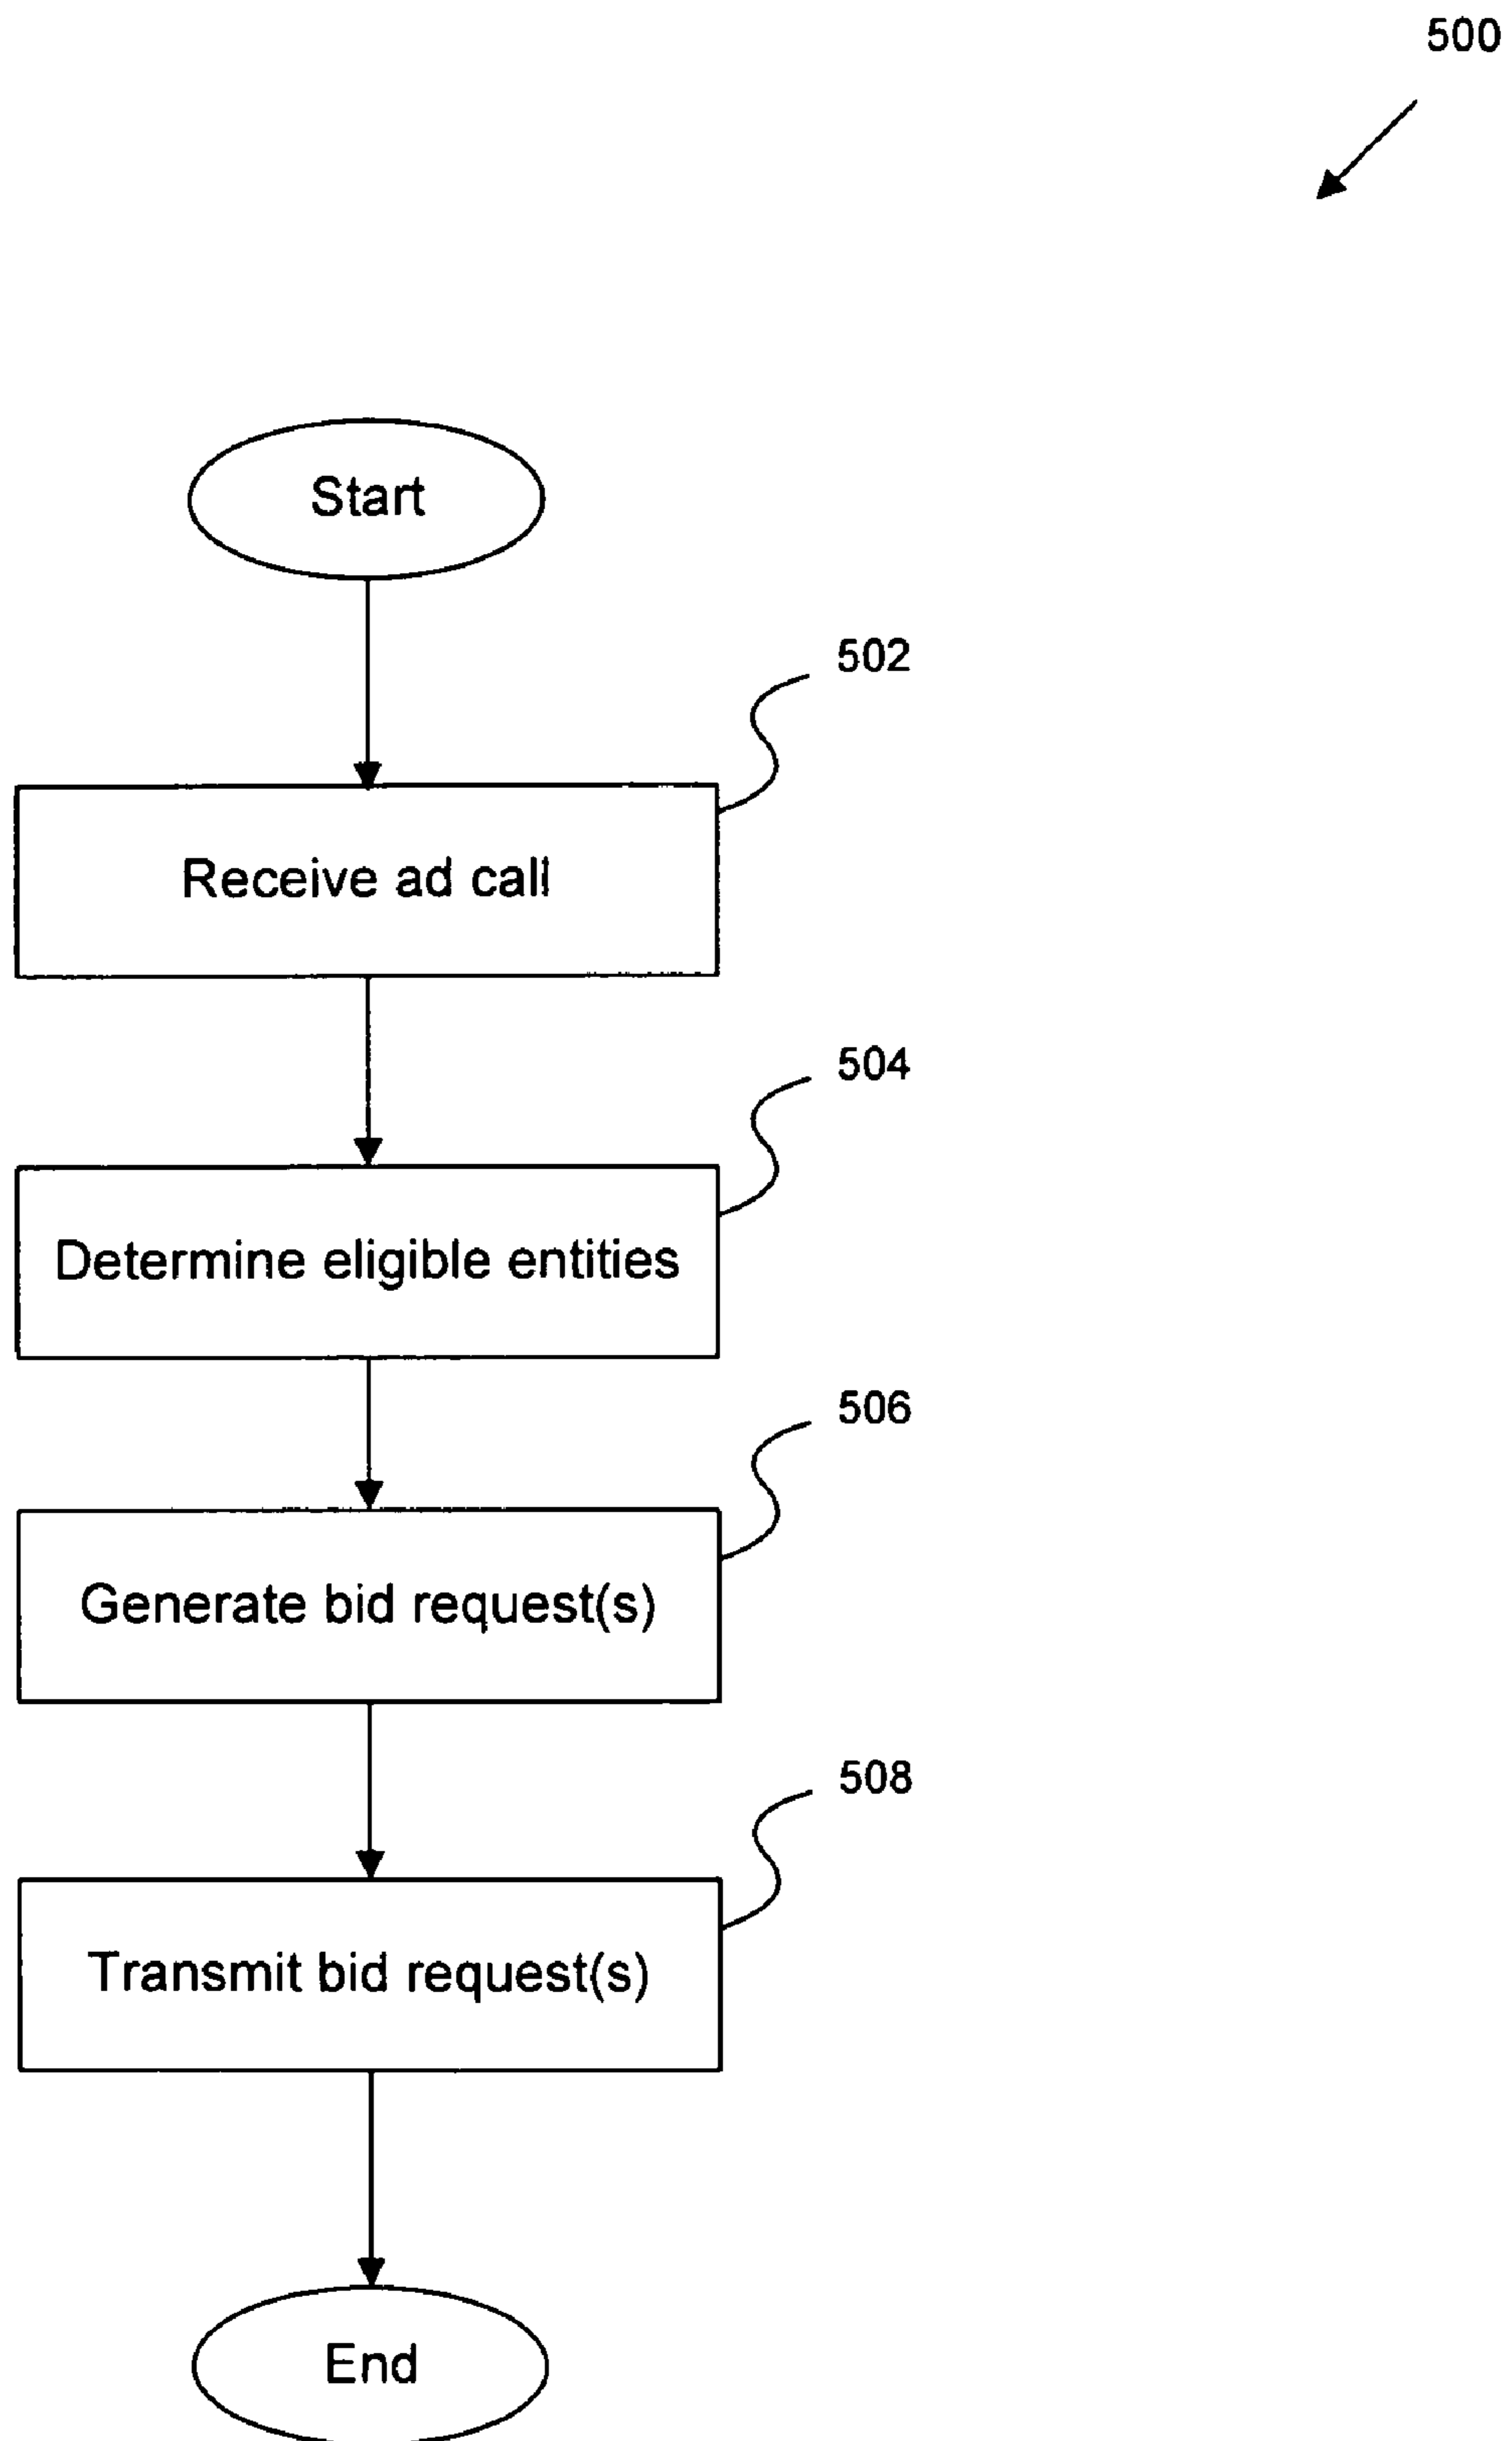 500
Start
502
Receive ad call
504
Determine eligible entities
506
Generate bid request(s)
508
Transmit bid request(s)
End